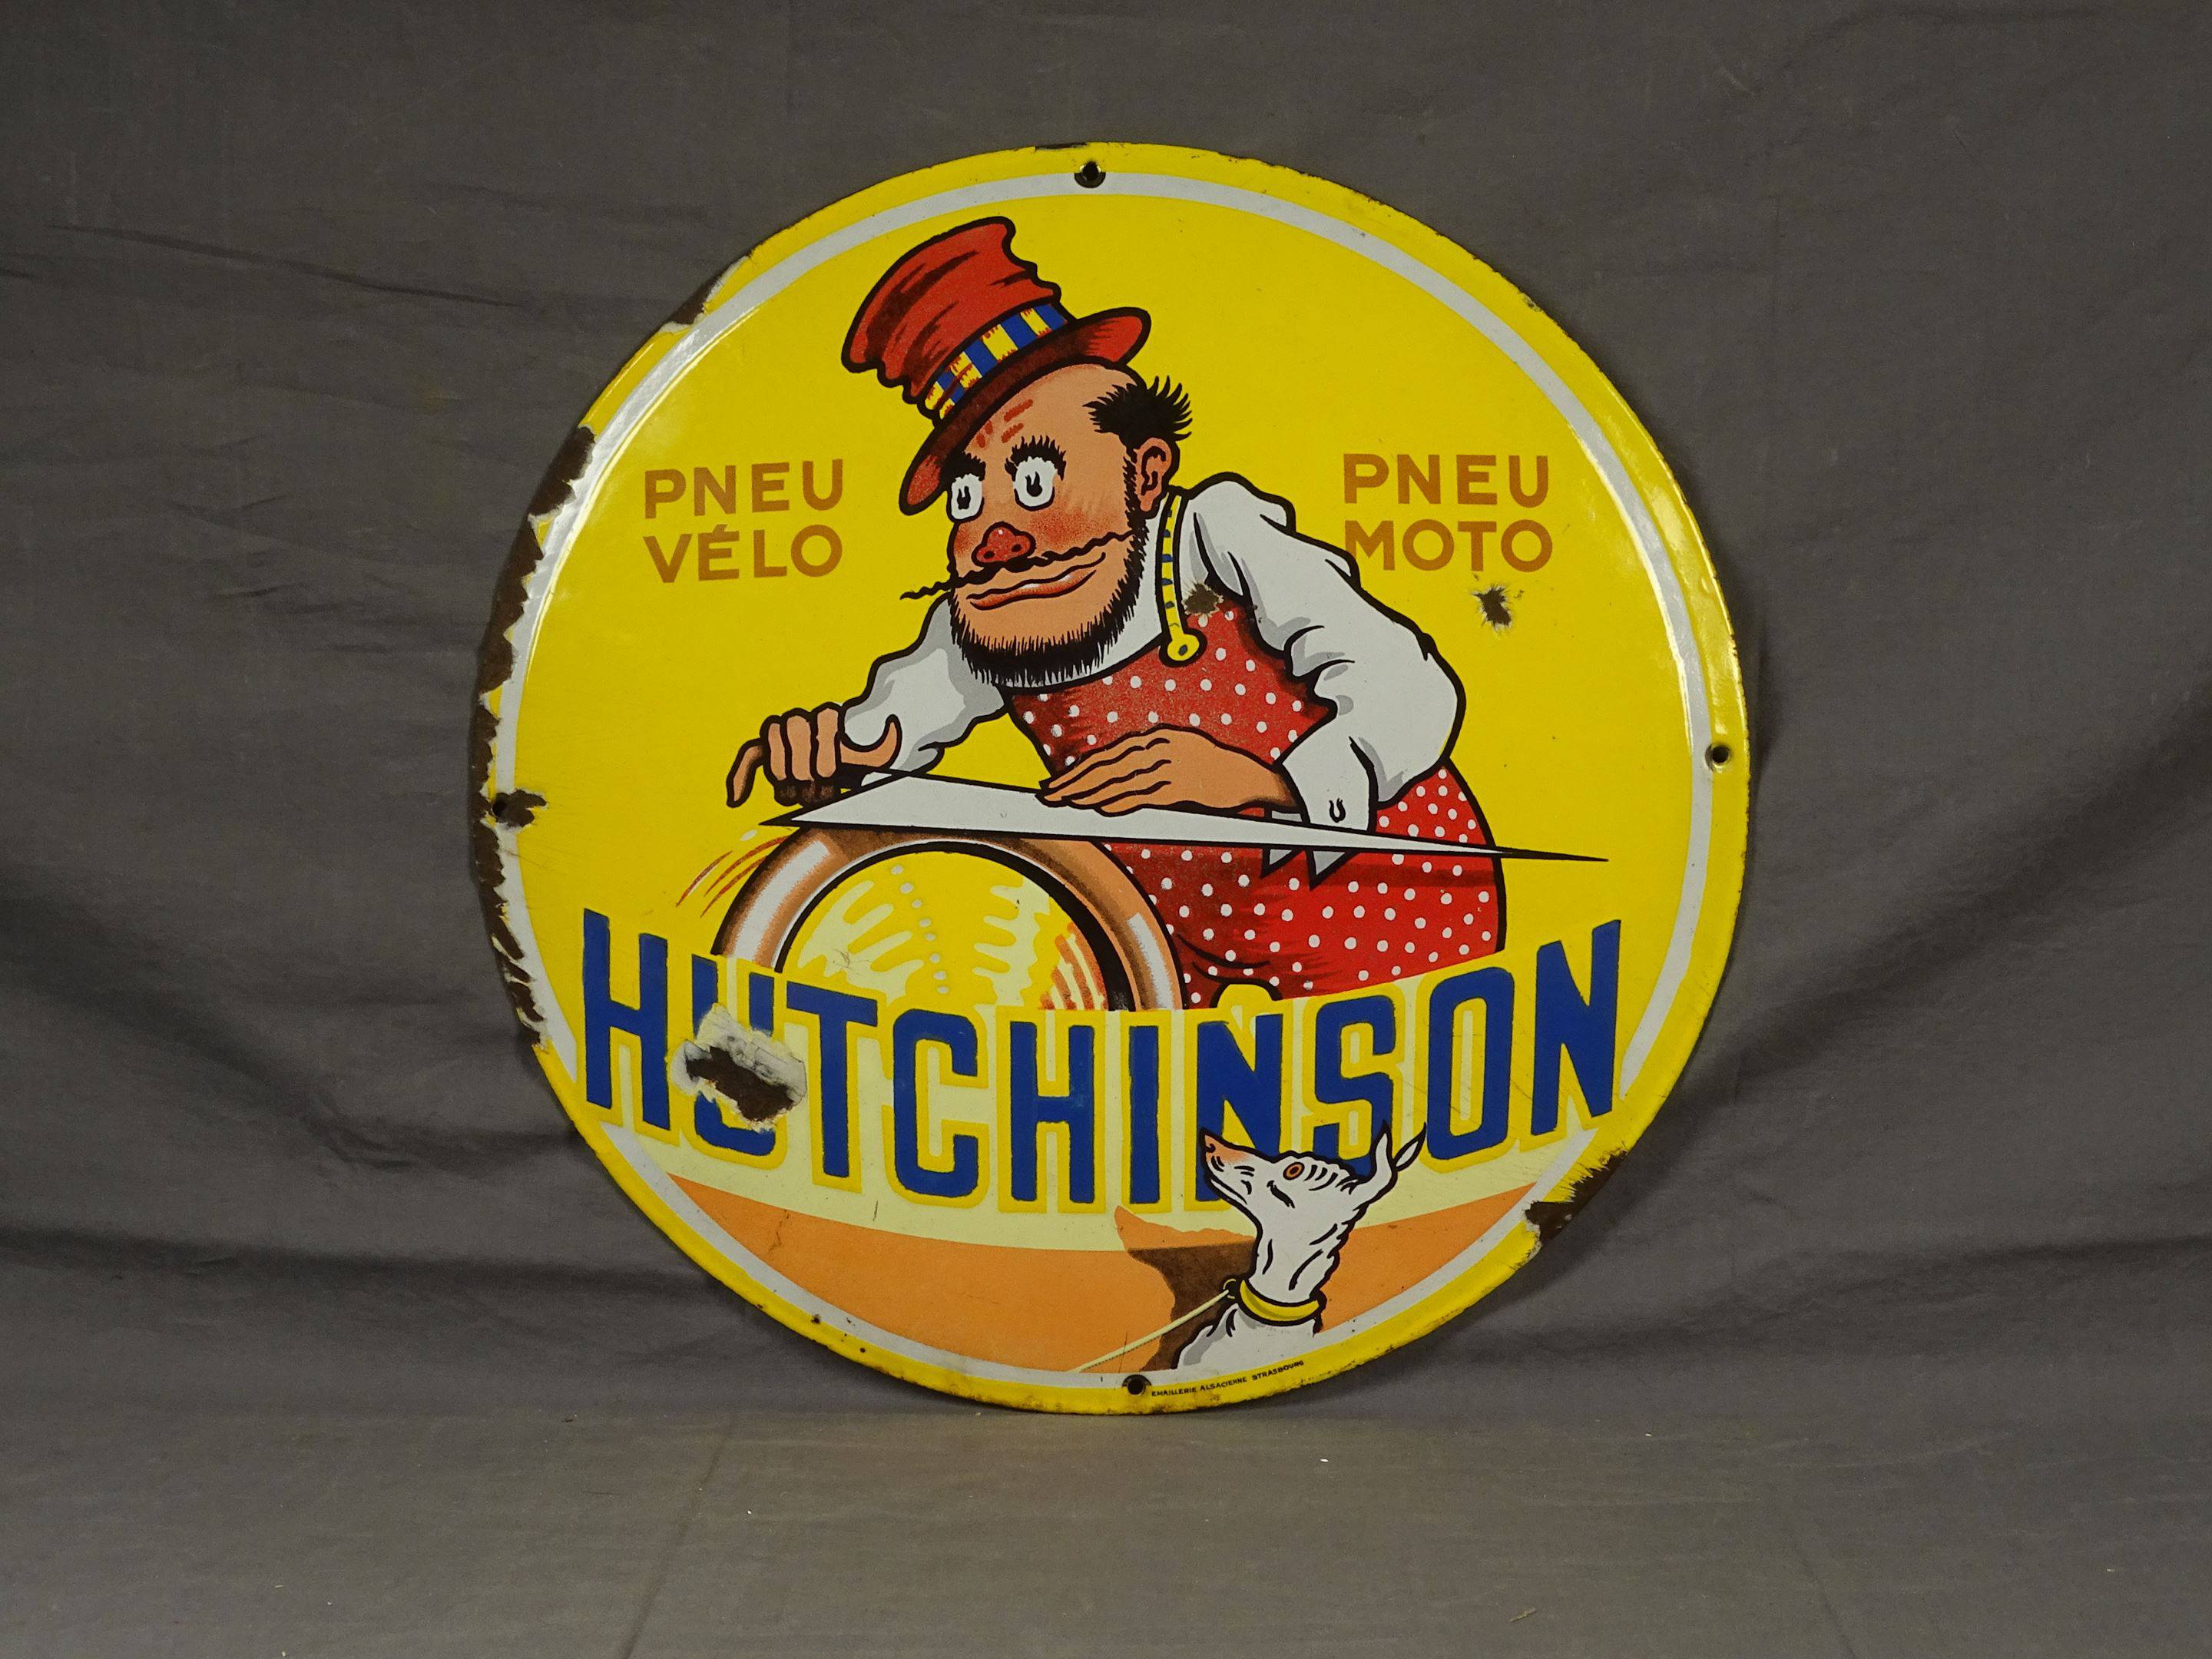 PNEU
VÉLO
PNEU
MOTO
HUTCHINSON
EMAILLERIE ALSACIENNE STRASBOURG